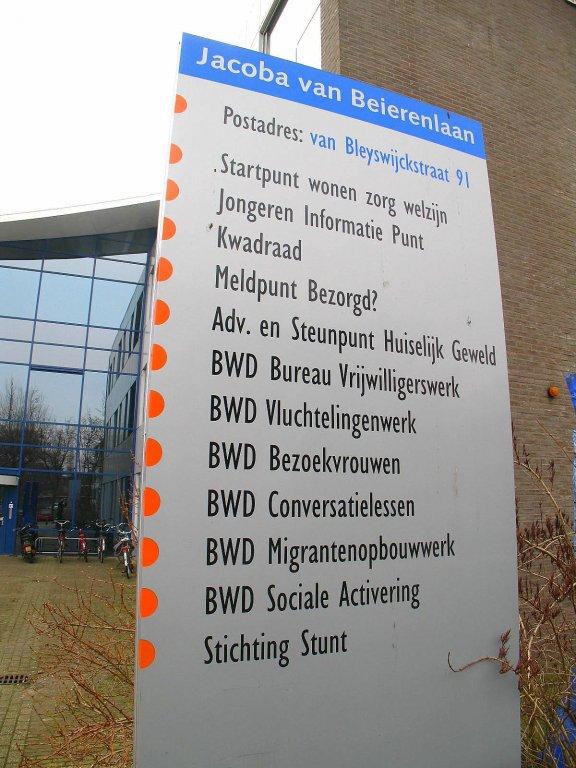 Jacoba van Beierenlaan
Postadres: van Bleyswijckstraat 91
Startpunt wonen zorg welzijn
Jongeren Informatie Punt
Kwadraad
Meldpunt Bezorgd?
Adv. en Steunpunt Huiselijk Geweld
BWD Bureau Vrijwilligerswerk
BWD Vluchtelingenwerk
BWD Bezoekvrouwen
BWD Conversatielessen
BWD Migrantenopbouwwerk
BWD Sociale Activering
Stichting Stunt